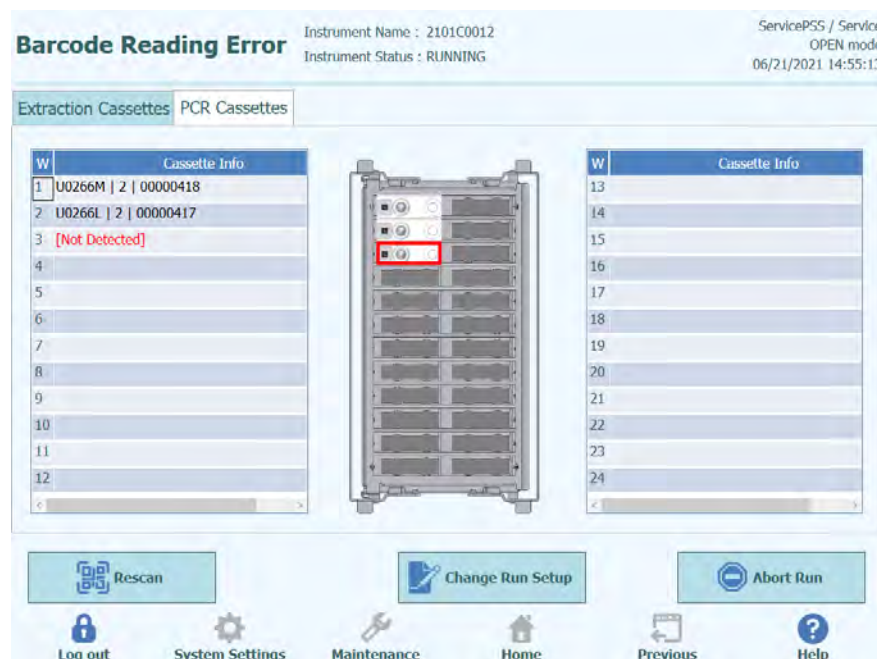 Barcode Reading Error
Instrument Name : 2101C0012
Instrument Status : RUNNING
ServicePSS / Service
OPEN mode
06/21/2021 14:55:13
Extraction Cassettes
PCR Cassettes
W Cassette Info
1 U0266M | 2 | 00000418
2 U0266L | 2 | 00000417
3 [Not Detected]
4
5
6
7
8
9
10
11
12
W Cassette Info
13
14
15
16
17
18
19
20
21
22
23
24
Rescan
Change Run Setup
Abort Run
Log out
System Settings
Maintenance
Home
Previous
Help